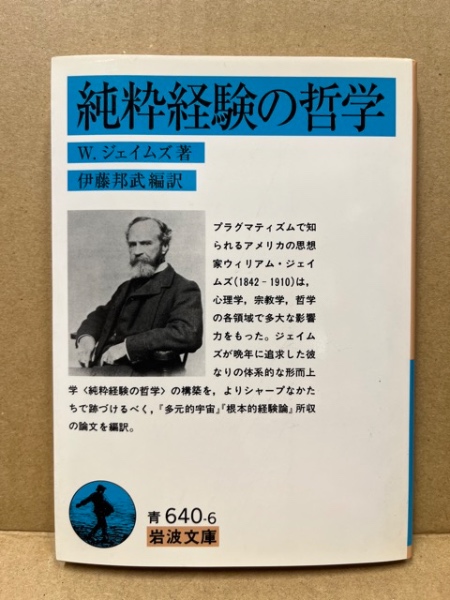 純粋経験の哲学
W. ジェイムズ著
伊藤邦武編訳
プラグマティズムで知
られるアメリカの思想
家ウィリアム・ジェイ
ムズ(1842‐1910)は，
心理学，宗教学，哲学
の各領域で多大な影響
力をもった。ジェイム
ズが晩年に追求した彼
なりの体系的な形而上
学〈純粋経験の哲学〉の構築を，よりシャープなかた
ちで跡づけるべく，『多元的宇宙』『根本的経験論』所収
の論文を編訳。
青 640-6
岩波文庫